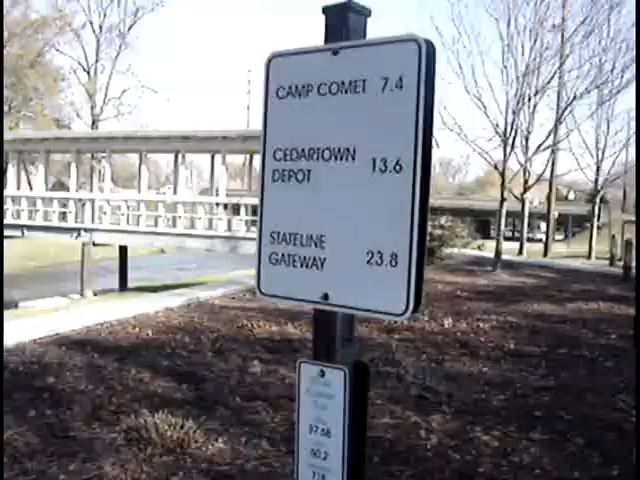 CAMP COMET 7.4
CEDARTOWN
DEPOT 13.6
STATELINE
GATEWAY 23.8